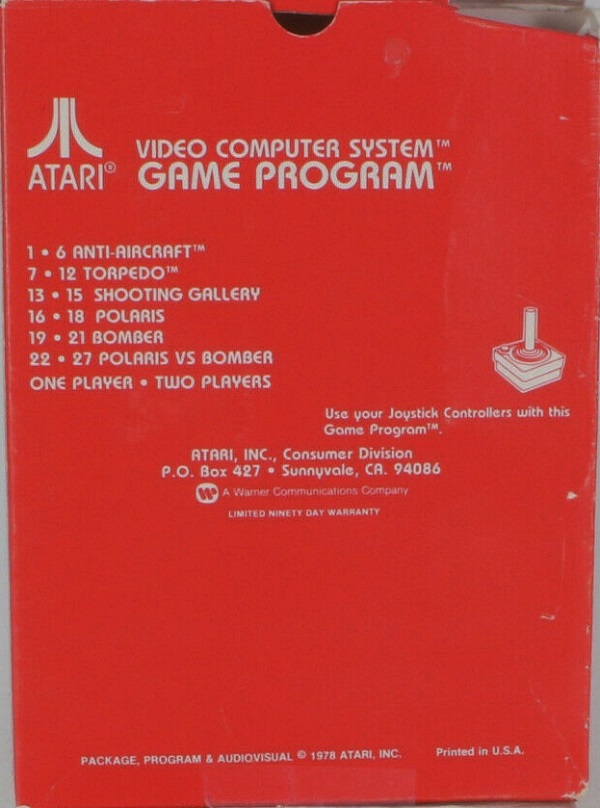 VIDEO COMPUTER SYSTEM™
ATARI® GAME PROGRAM™
1 • 6 ANTI-AIRCRAFT™
7 • 12 TORPEDO™
13 • 15 SHOOTING GALLERY
16 • 18 POLARIS
19 • 21 BOMBER
22 • 27 POLARIS VS BOMBER
ONE PLAYER • TWO PLAYERS
Use your Joystick Controllers with this
Game Program™.
ATARI, INC., Consumer Division
P.O. Box 427 • Sunnyvale, CA. 94086
A Warner Communications Company
LIMITED NINETY DAY WARRANTY
PACKAGE, PROGRAM & AUDIOVISUAL © 1978 ATARI, INC.
Printed in U.S.A.